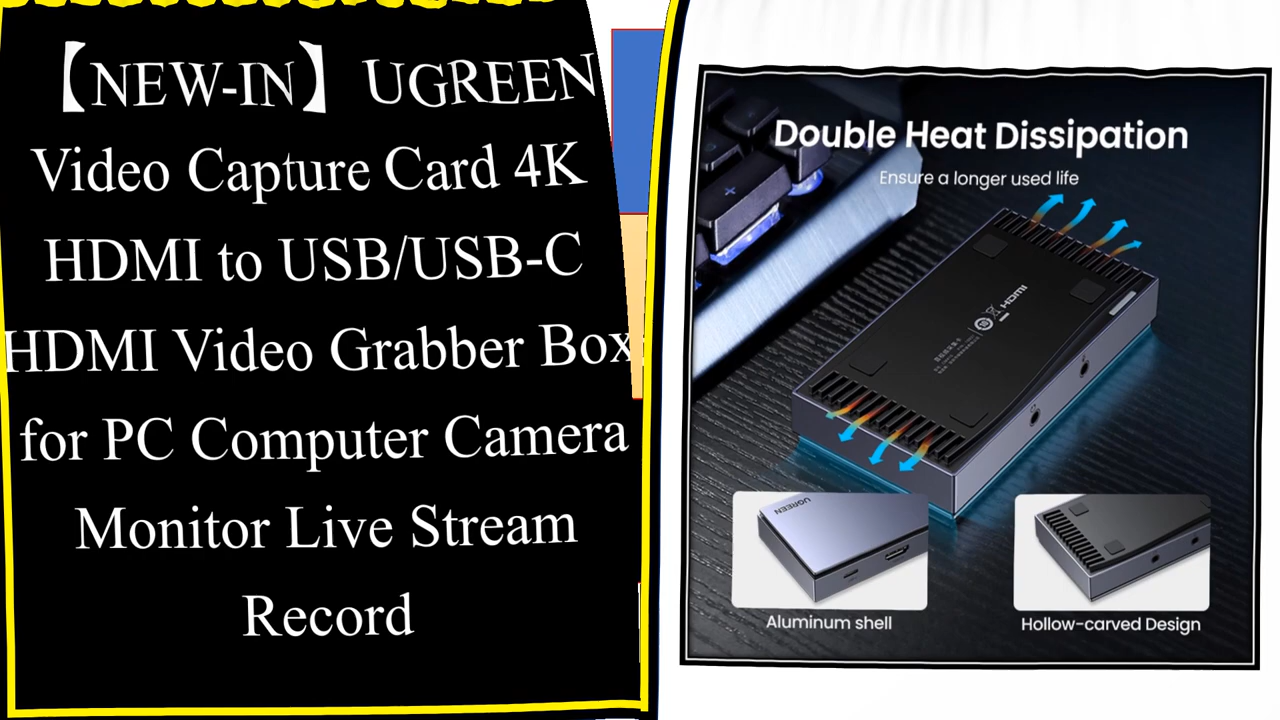 【NEW-IN】 UGREEN
Video Capture Card 4K
HDMI to USB/USB-C
HDMI Video Grabber Box
for PC Computer Camera
Monitor Live Stream
Record
Double Heat Dissipation
Ensure a longer used life
HDMI
UGREEN
Aluminum shell
Hollow-carved Design